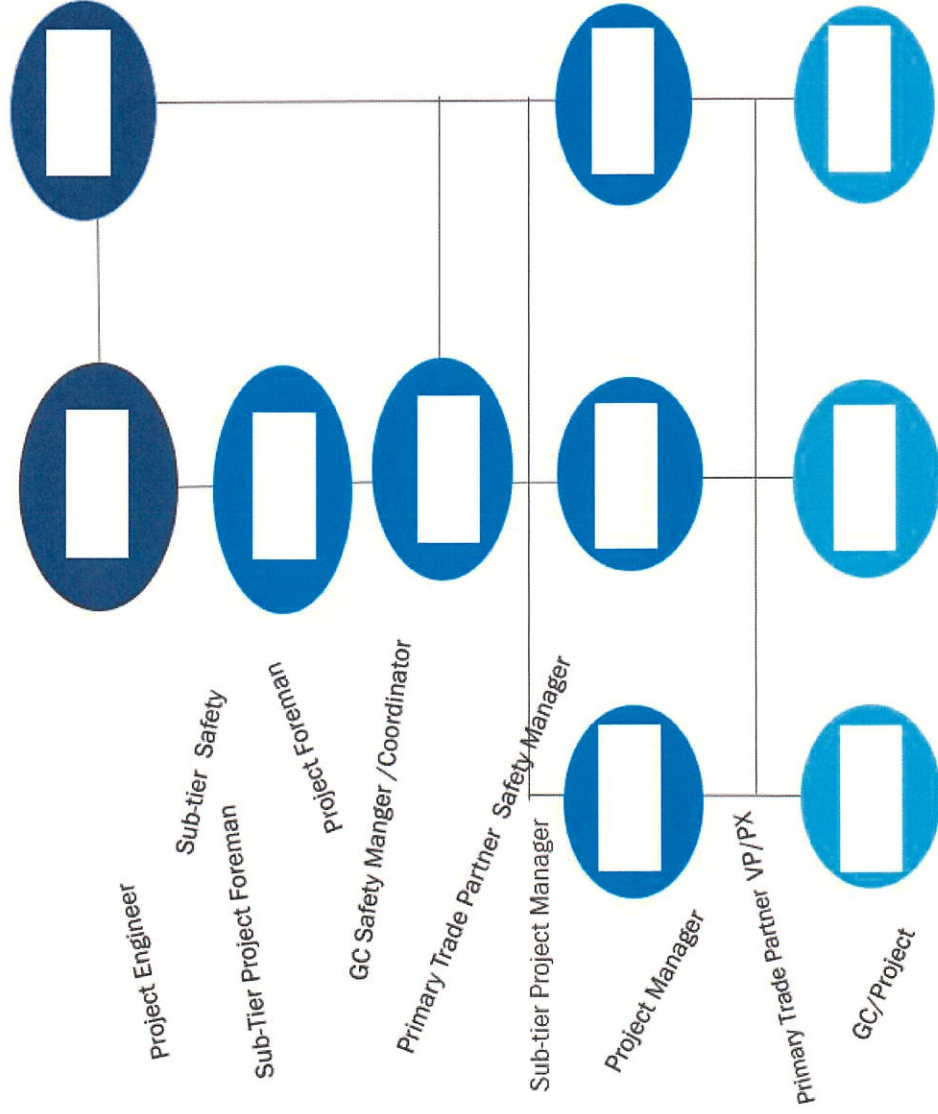 Project Engineer
Sub-tier Safety
Sub-Tier Project Foreman
Project Foreman
GC Safety Manger /Coordinator
Primary Trade Partner Safety Manager
Sub-tier Project Manager
Project Manager
Primary Trade Partner VP/PX
GC/Project